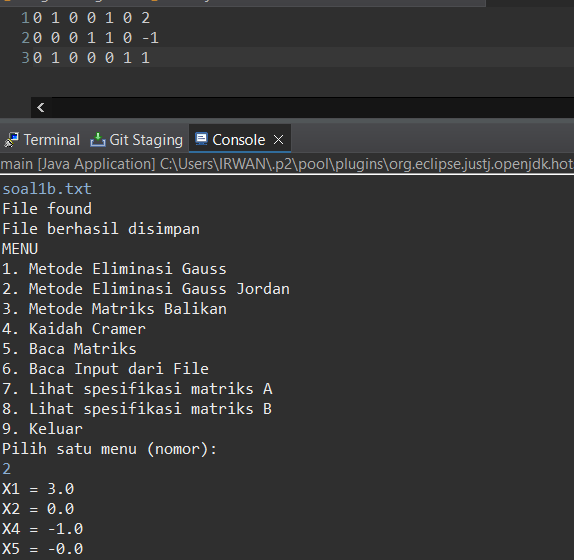 1 0 1 0 0 1 0 2
2 0 0 0 1 1 0 -1
3 0 1 0 0 0 1 1
Terminal Git Staging Console
main [Java Application] C:\Users\IRWAN\.p2\pool\plugins\org.eclipse.justj.openjdk.hot
soal1b.txt
File found
File berhasil disimpan
MENU
1. Metode Eliminasi Gauss
2. Metode Eliminasi Gauss Jordan
3. Metode Matriks Balikan
4. Kaidah Cramer
5. Baca Matriks
6. Baca Input dari File
7. Lihat spesifikasi matriks A
8. Lihat spesifikasi matriks B
9. Keluar
Pilih satu menu (nomor):
2
X1 = 3.0
X2 = 0.0
X4 = -1.0
X5 = -0.0